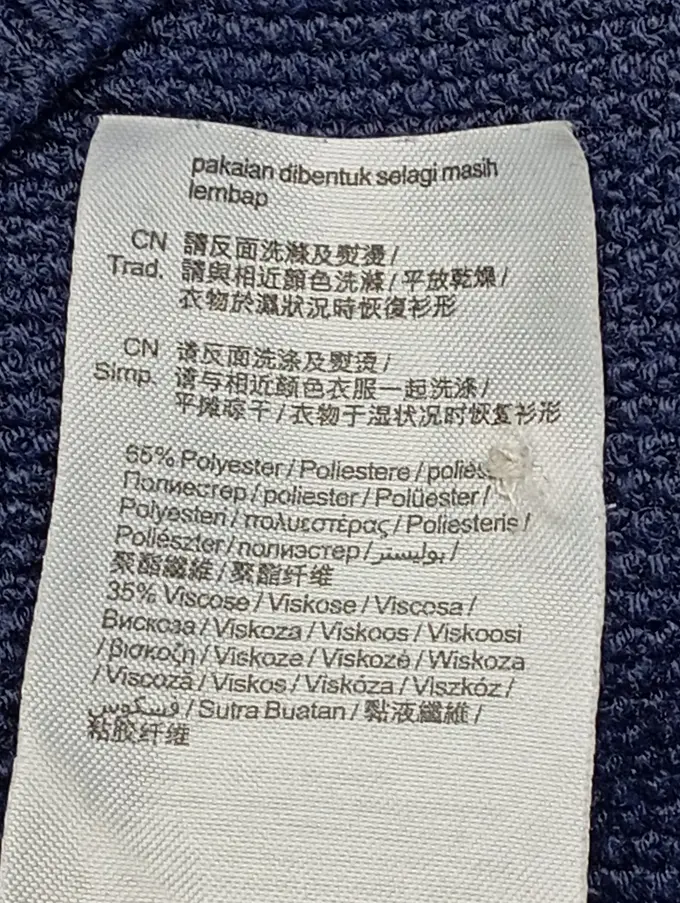 pakaian dibentuk selagi masih
lembap
CN 請反面洗滌及熨燙/
Trad. 請與相近顏色洗滌/平放乾燥/
衣物於濕狀況時恢復衫形
CN 请反面洗涤及熨烫/
Simp. 请与相近颜色衣服一起洗涤/
平摊晾干/衣物于湿状况时恢复衫形
65% Polyester / Poliestere / polies
Полиестер / poliester / Polüester /
Polyesten / πολυεστέρας / Poliesteris /
Poliészter / полиэстер / بوليستر /
聚酯纖維 / 聚酯纤维
35% Viscose / Viskose / Viscosa /
Вискоза / Viskoza / Viskoos / Viskoosi
/ βισκοζη / Viskoze / Viskozė / Wiskoza
/ Viscoză / Viskos / Viskóza / Viszkóz /
فسكوس / Sutra Buatan / 黏液纖維 /
粘胶纤维